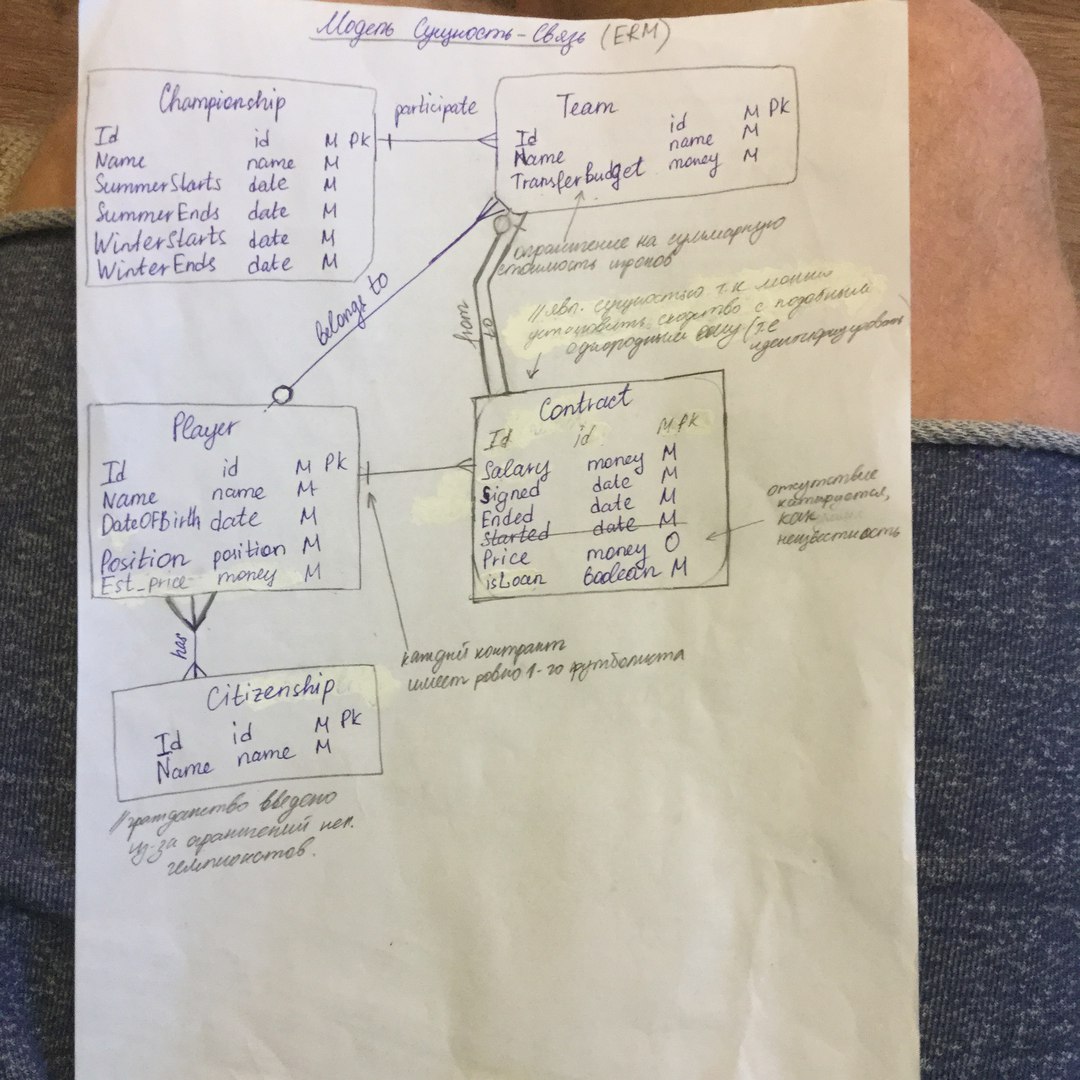 Модель Сущность-Связь (ERM)
Championship
Id id M Pk
Name name M
SummerStarts date M
SummerEnds date M
WinterStarts date M
WinterEnds date M
participate
Team
Id id M Pk
Name name M
TransferBudget money M
ограничение на суммарную
стоимость игроков
belongs to
from
to
//явл. сущностью т.к можно
установить сходство с подобными
однородными ему (т.е
идентифицировать
Player
Id id M Pk
Name name M
DateOfBirth date M
Position position M
Est_price money M
Contract
Id id M Pk
Salary money M
Signed date M
Ended date M
Started date M
Price money O
isLoan Boolean M
отсутствие
как
неизвестность
has
каждый контракт
имеет ровно 1-го футболиста
Citizenship
Id id M Pk
Name name M
//гражданство введено
из-за ограничений нек.
чемпионатов.